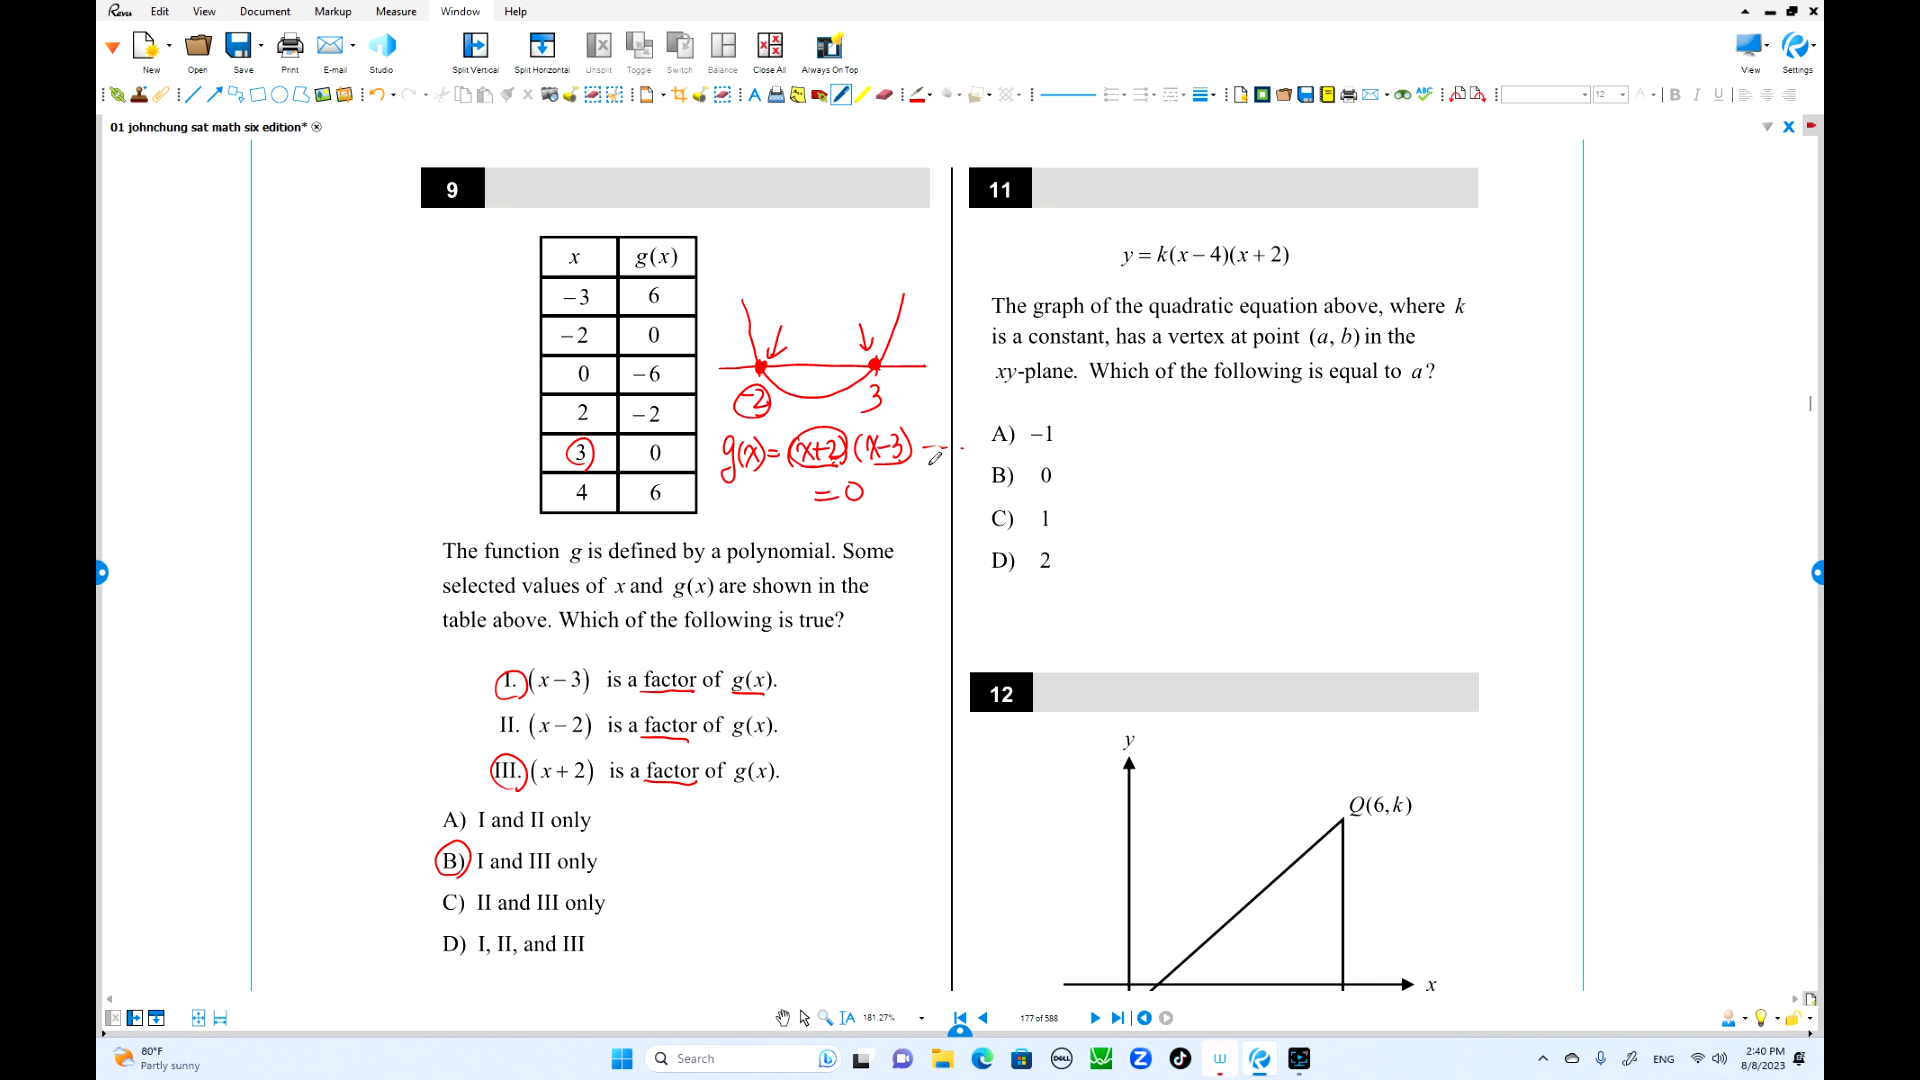 Revu Edit View Document Markup Measure Window Help
New Open Save Print E-mail Studio Split Vertical Split Horizontal Unsplit Toggle Switch Balance Close All Always On Top View Settings
12
01 johnchung sat math six edition*
9
x g(x)
−3 6
−2 0
0 −6
2 −2
3 0
4 6
-2 3
g(x)= (x+2)(x-3) - - -
=0
The function g is defined by a polynomial. Some
selected values of x and g(x) are shown in the
table above. Which of the following is true?
I. (x−3) is a factor of g(x).
II. (x−2) is a factor of g(x).
III. (x+2) is a factor of g(x).
A) I and II only
B) I and III only
C) II and III only
D) I, II, and III
11
y = k(x−4)(x+2)
The graph of the quadratic equation above, where k
is a constant, has a vertex at point (a, b) in the
xy-plane. Which of the following is equal to a?
A) −1
B) 0
C) 1
D) 2
12
y
Q(6,k)
x
181.27% 177 of 588
80°F
Partly sunny
Search
DELL
ENG
2:40 PM
8/8/2023